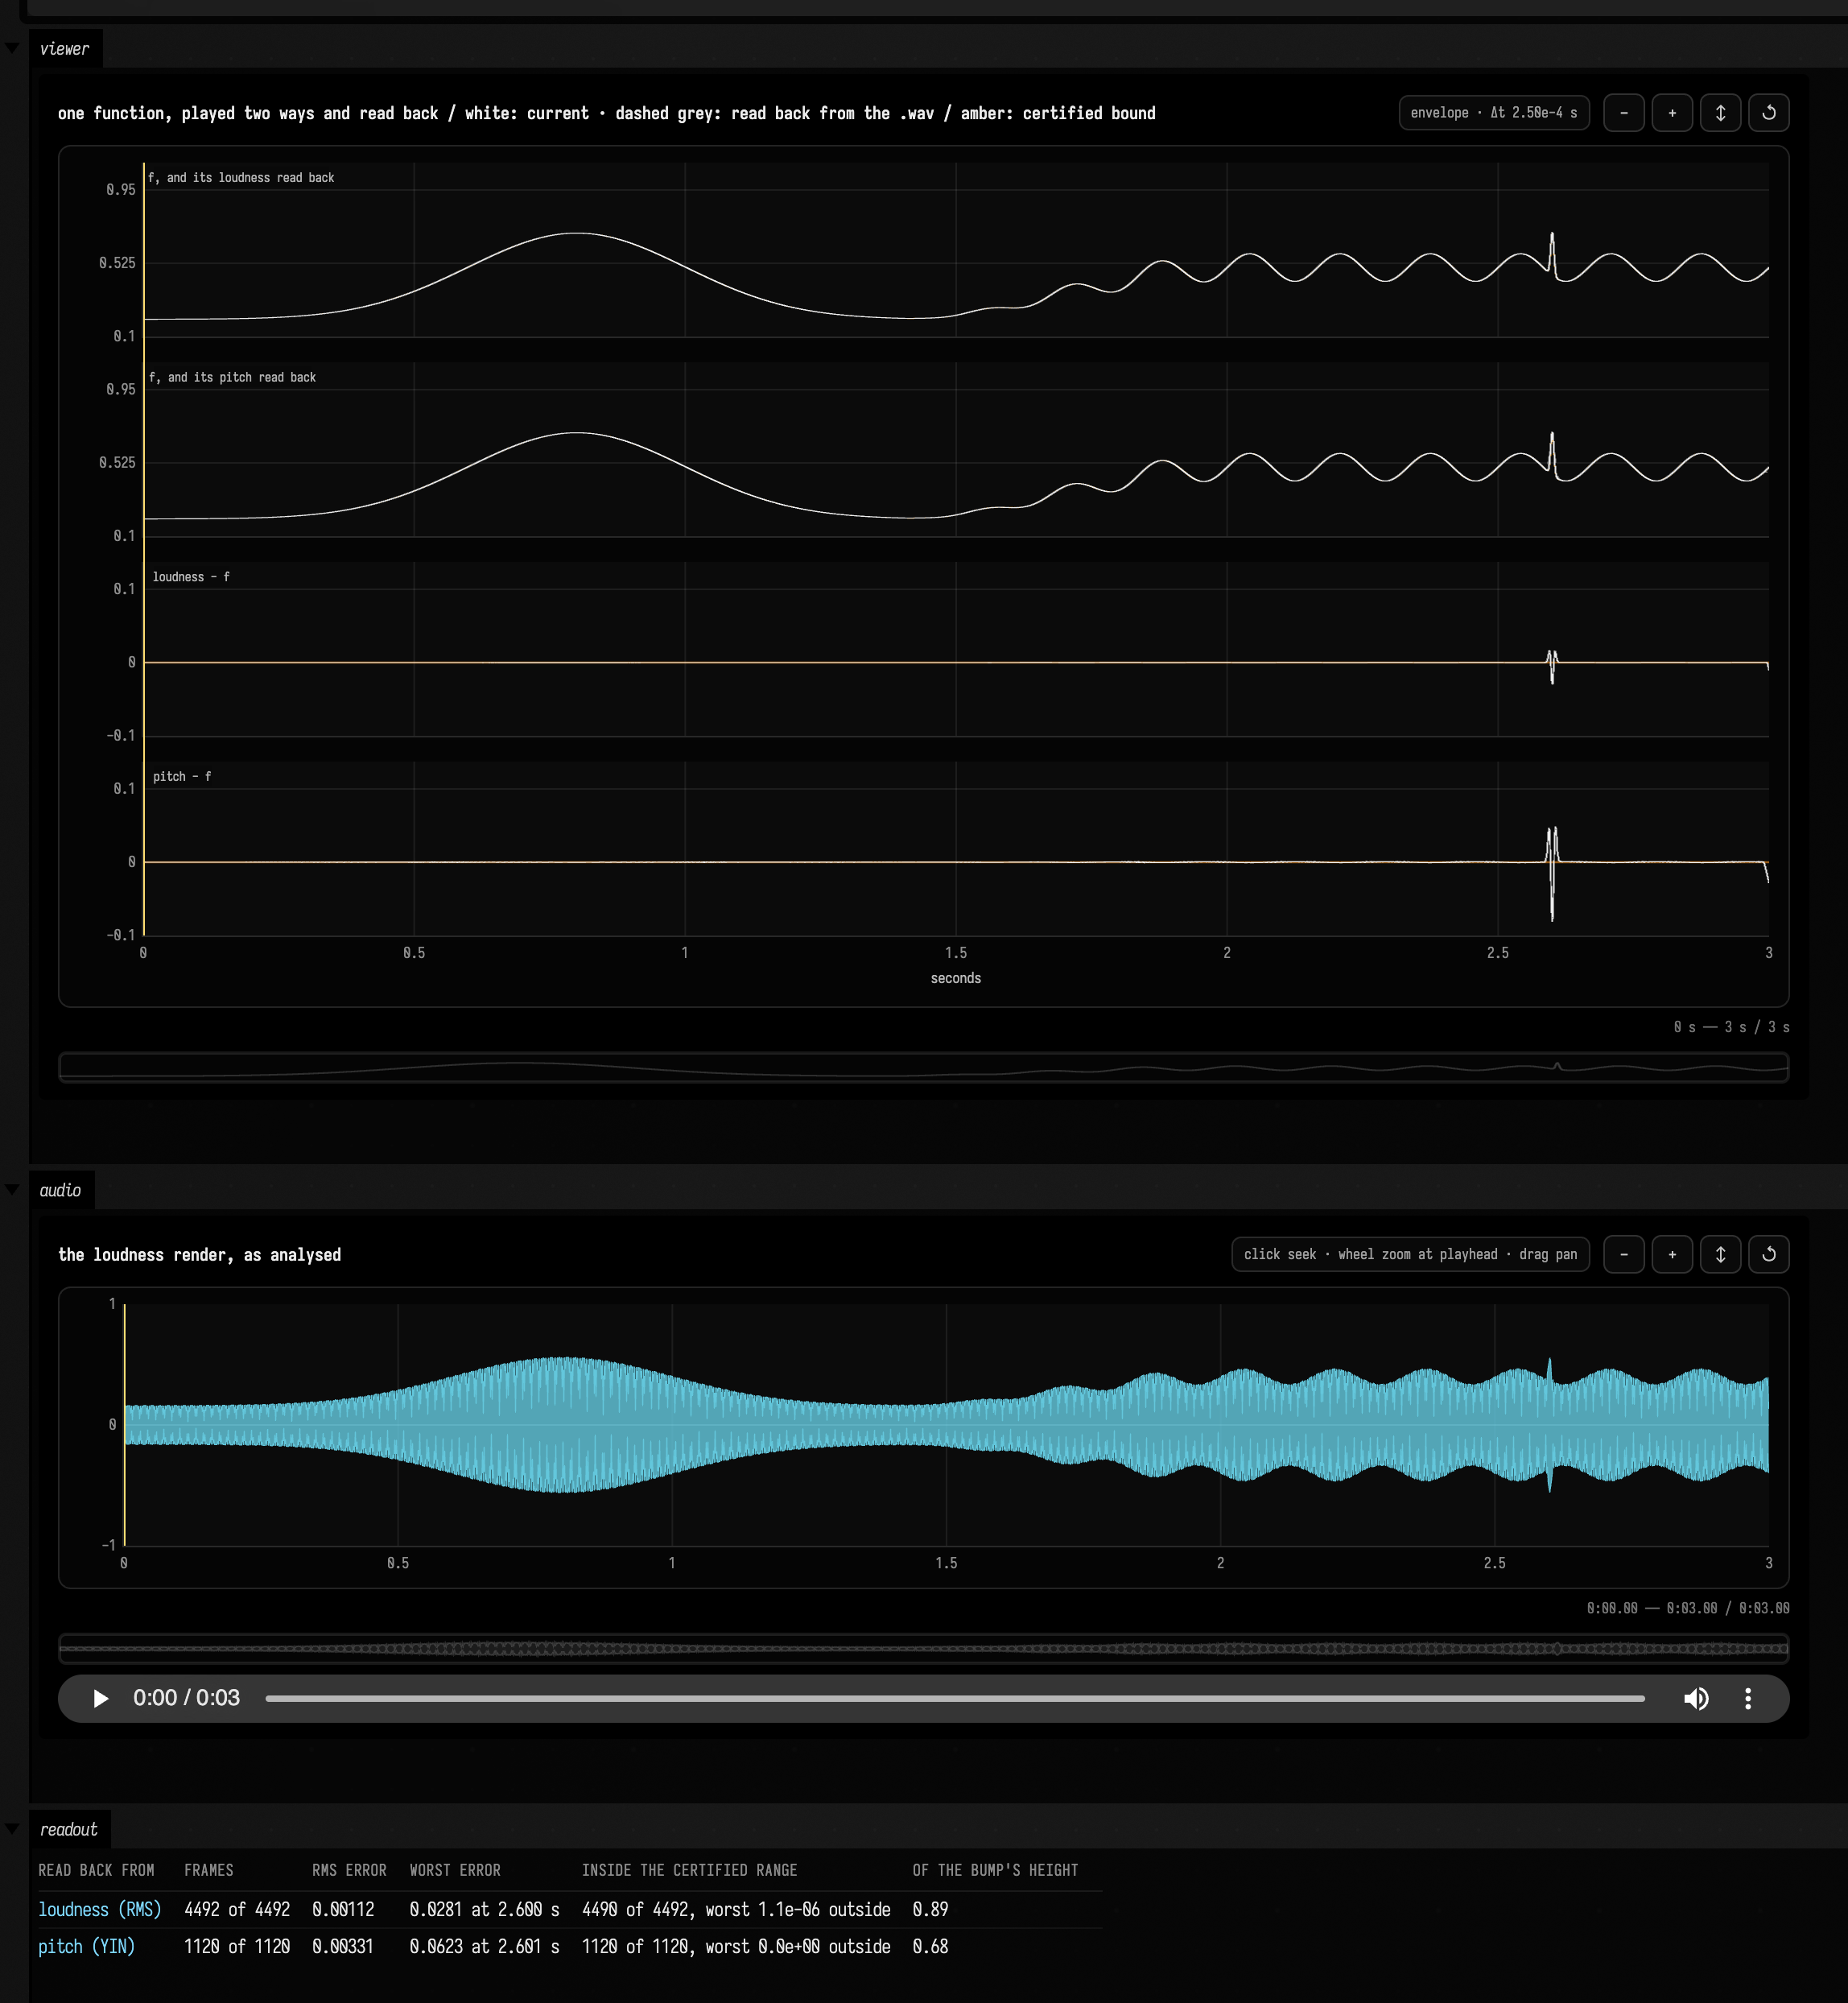 viewer
one function, played two ways and read back / white: current · dashed grey: read back from the .wav / amber: certified bound
envelope · Δt 2.50e-4 s
−
+
f, and its loudness read back
0.95
0.525
0.1
f, and its pitch read back
0.95
0.525
0.1
loudness − f
0.1
0
−0.1
pitch − f
0.1
0
−0.1
0 0.5 1 1.5 2 2.5 3
seconds
0 s — 3 s / 3 s
audio
the loudness render, as analysed
click seek · wheel zoom at playhead · drag pan
−
+
1
0
−1
0 0.5 1 1.5 2 2.5 3
0:00.00 — 0:03.00 / 0:03.00
0:00 / 0:03
readout
READ BACK FROM FRAMES RMS ERROR WORST ERROR INSIDE THE CERTIFIED RANGE OF THE BUMP'S HEIGHT
loudness (RMS) 4492 of 4492 0.00112 0.0281 at 2.600 s 4490 of 4492, worst 1.1e-06 outside 0.89
pitch (YIN) 1120 of 1120 0.00331 0.0623 at 2.601 s 1120 of 1120, worst 0.0e+00 outside 0.68